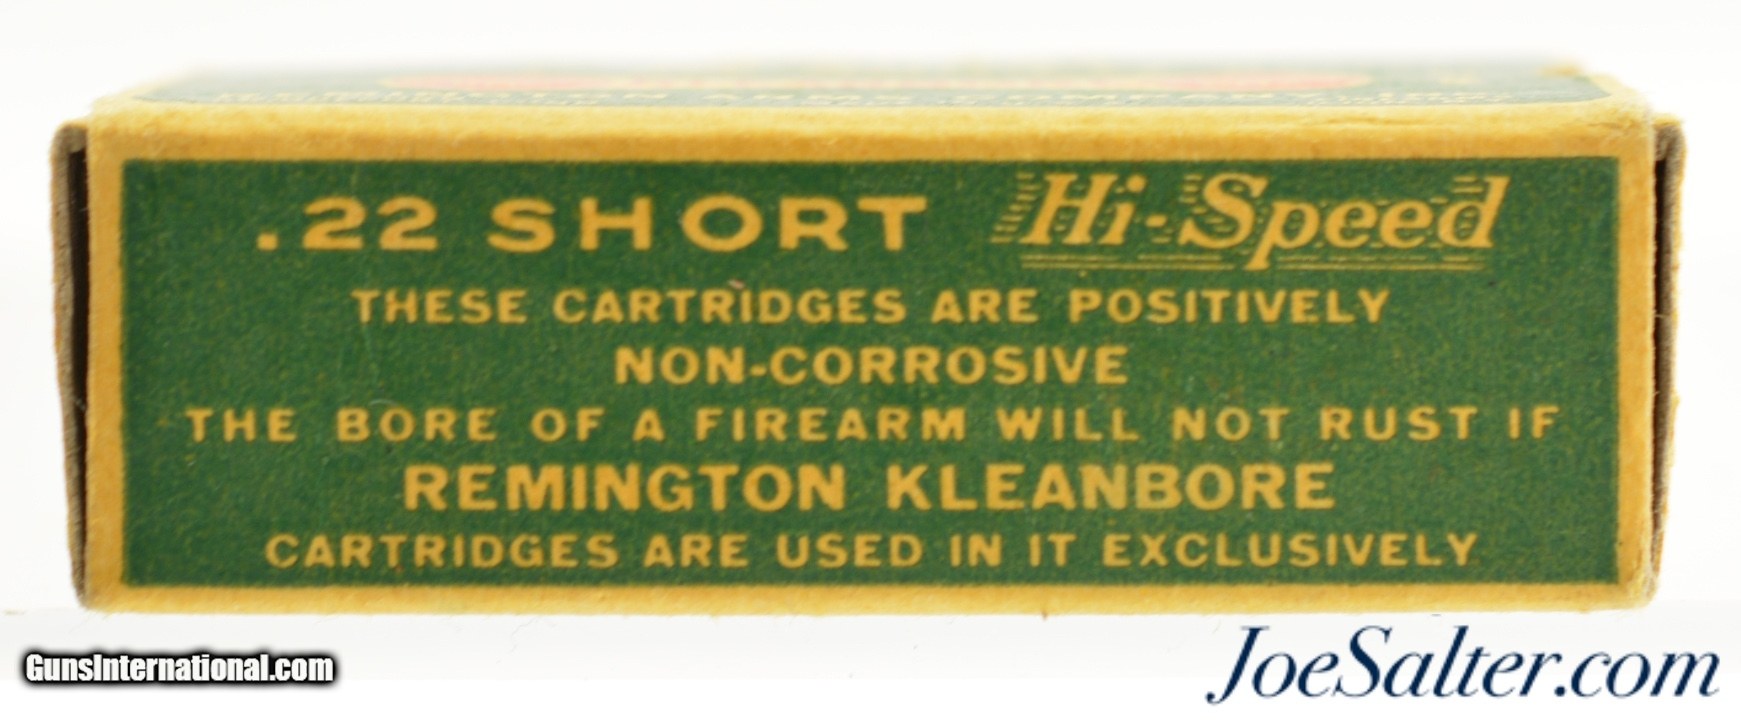 .22 SHORT Hi-Speed
THESE CARTRIDGES ARE POSITIVELY
NON-CORROSIVE
THE BORE OF A FIREARM WILL NOT RUST IF
REMINGTON KLEANBORE
CARTRIDGES ARE USED IN IT EXCLUSIVELY
GunsInternational.com
JoeSalter.com